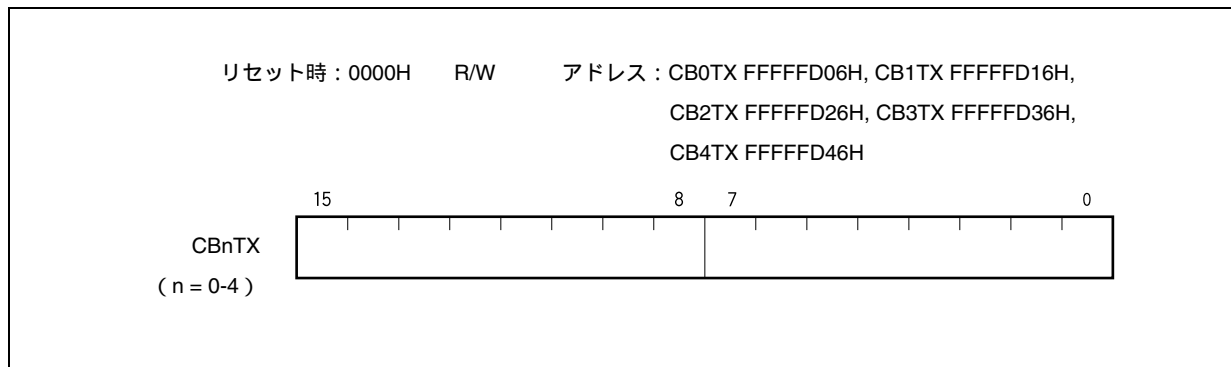 リセット時：0000H R/W アドレス：CB0TX FFFFFD06H, CB1TX FFFFFD16H,
CB2TX FFFFFD26H, CB3TX FFFFFD36H,
CB4TX FFFFFD46H
15 8 7 0
CBnTX
（n = 0-4）